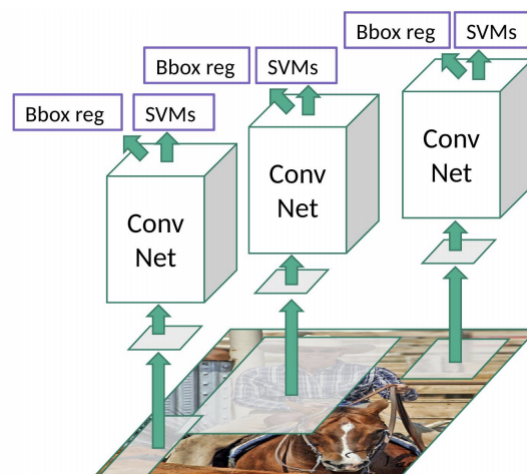 Bbox reg SVMs
Bbox reg SVMs
Bbox reg SVMs
Conv
Net
Conv
Net
Conv
Net